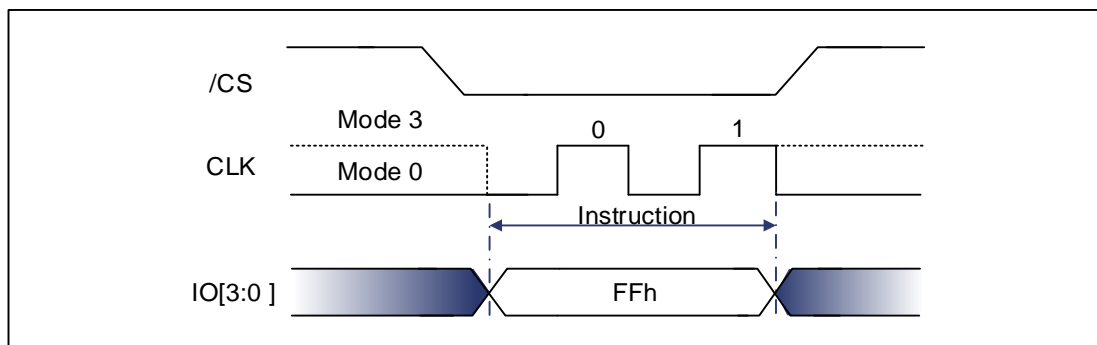 /CS
Mode 3
0 1
CLK
Mode 0
Instruction
IO[3:0 ]
FFh